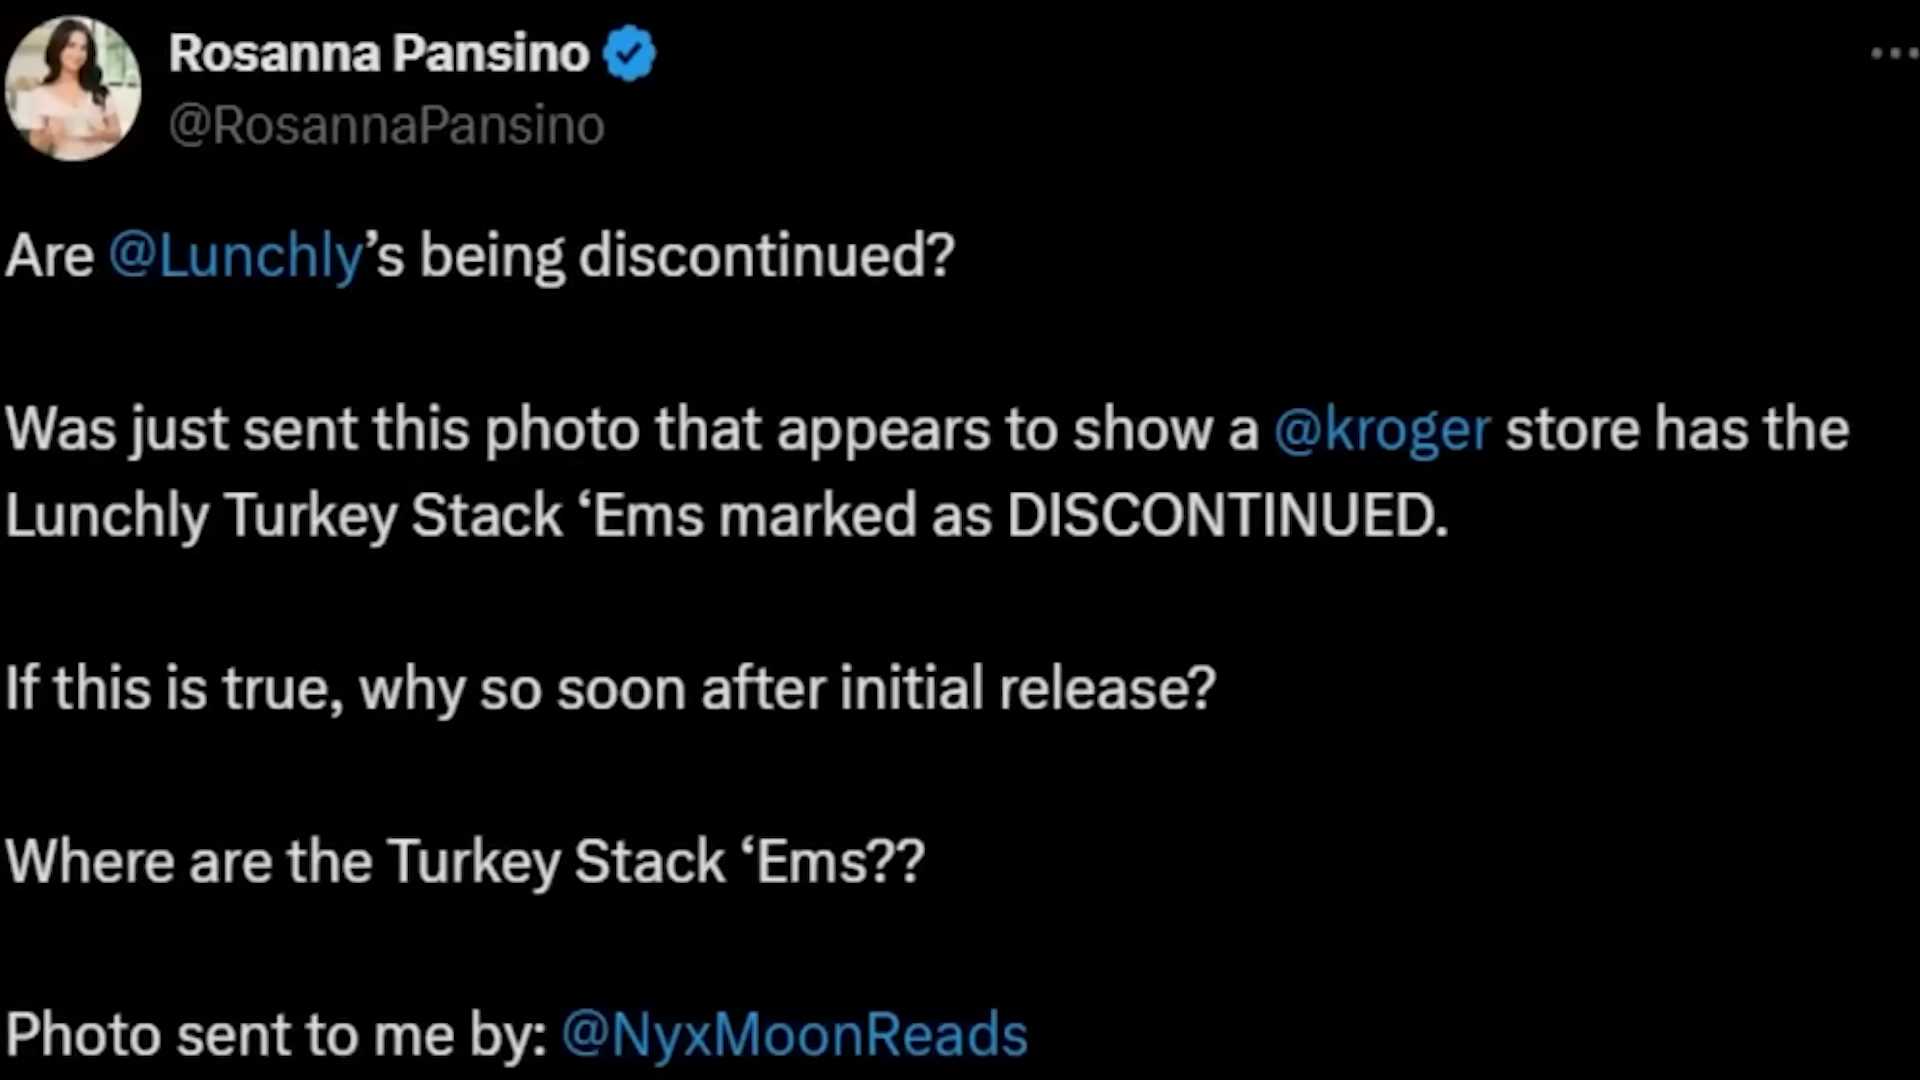 Rosanna Pansino
@RosannaPansino
Are @Lunchly’s being discontinued?
Was just sent this photo that appears to show a @kroger store has the
Lunchly Turkey Stack ‘Ems marked as DISCONTINUED.
If this is true, why so soon after initial release?
Where are the Turkey Stack ‘Ems??
Photo sent to me by: @NyxMoonReads